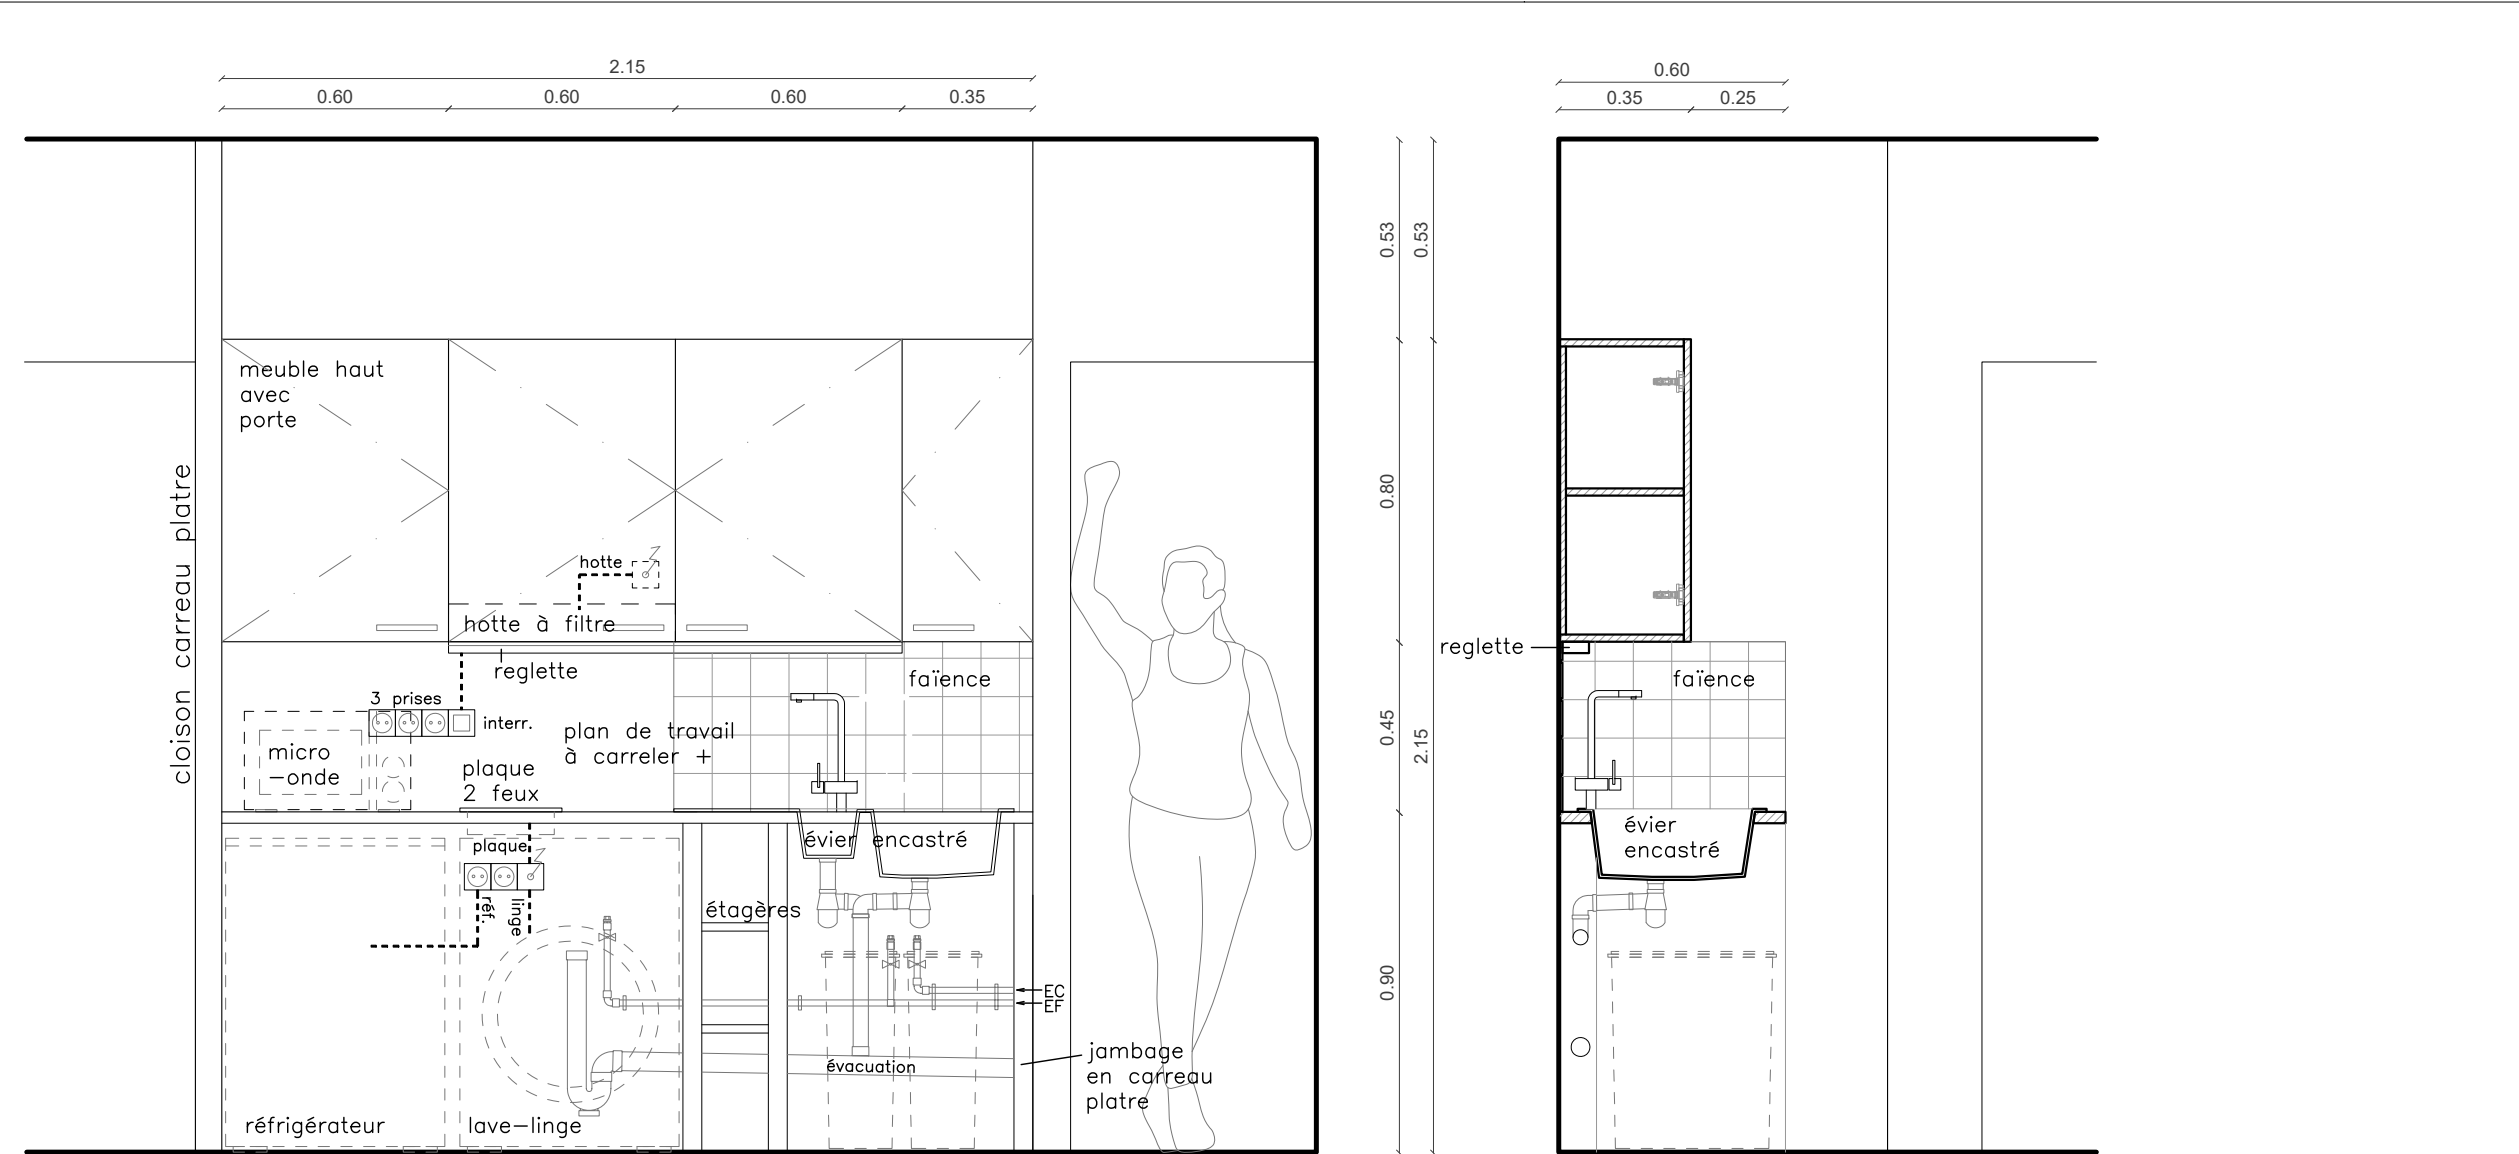 2.15
0.60
0.60
0.60
0.35
0.60
0.35
0.25
0.53
0.53
meuble haut
avec
porte
cloison carreau platre
0.80
hotte
hotte à filtre
reglette
reglette
faïence
faïence
3 prises
interr.
plan de travail
à carreler +
0.45
2.15
micro
-onde
plaque
2 feux
évier encastré
évier
encastré
plaque
réf.
linge
étagères
0.90
EC
EF
évacuation
jambage
en carreau
platre
réfrigérateur
lave-linge